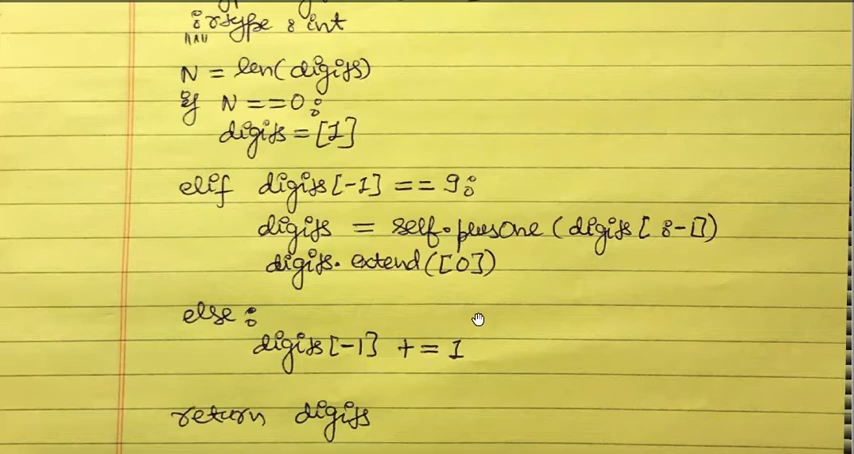 :rtype : int
"""
N = len(digits)
if N == 0:
digits = [1]
elif digits[-1] == 9:
digits = self.plusOne(digits[:-1])
digits.extend([0])
else:
digits[-1] += 1
return digits